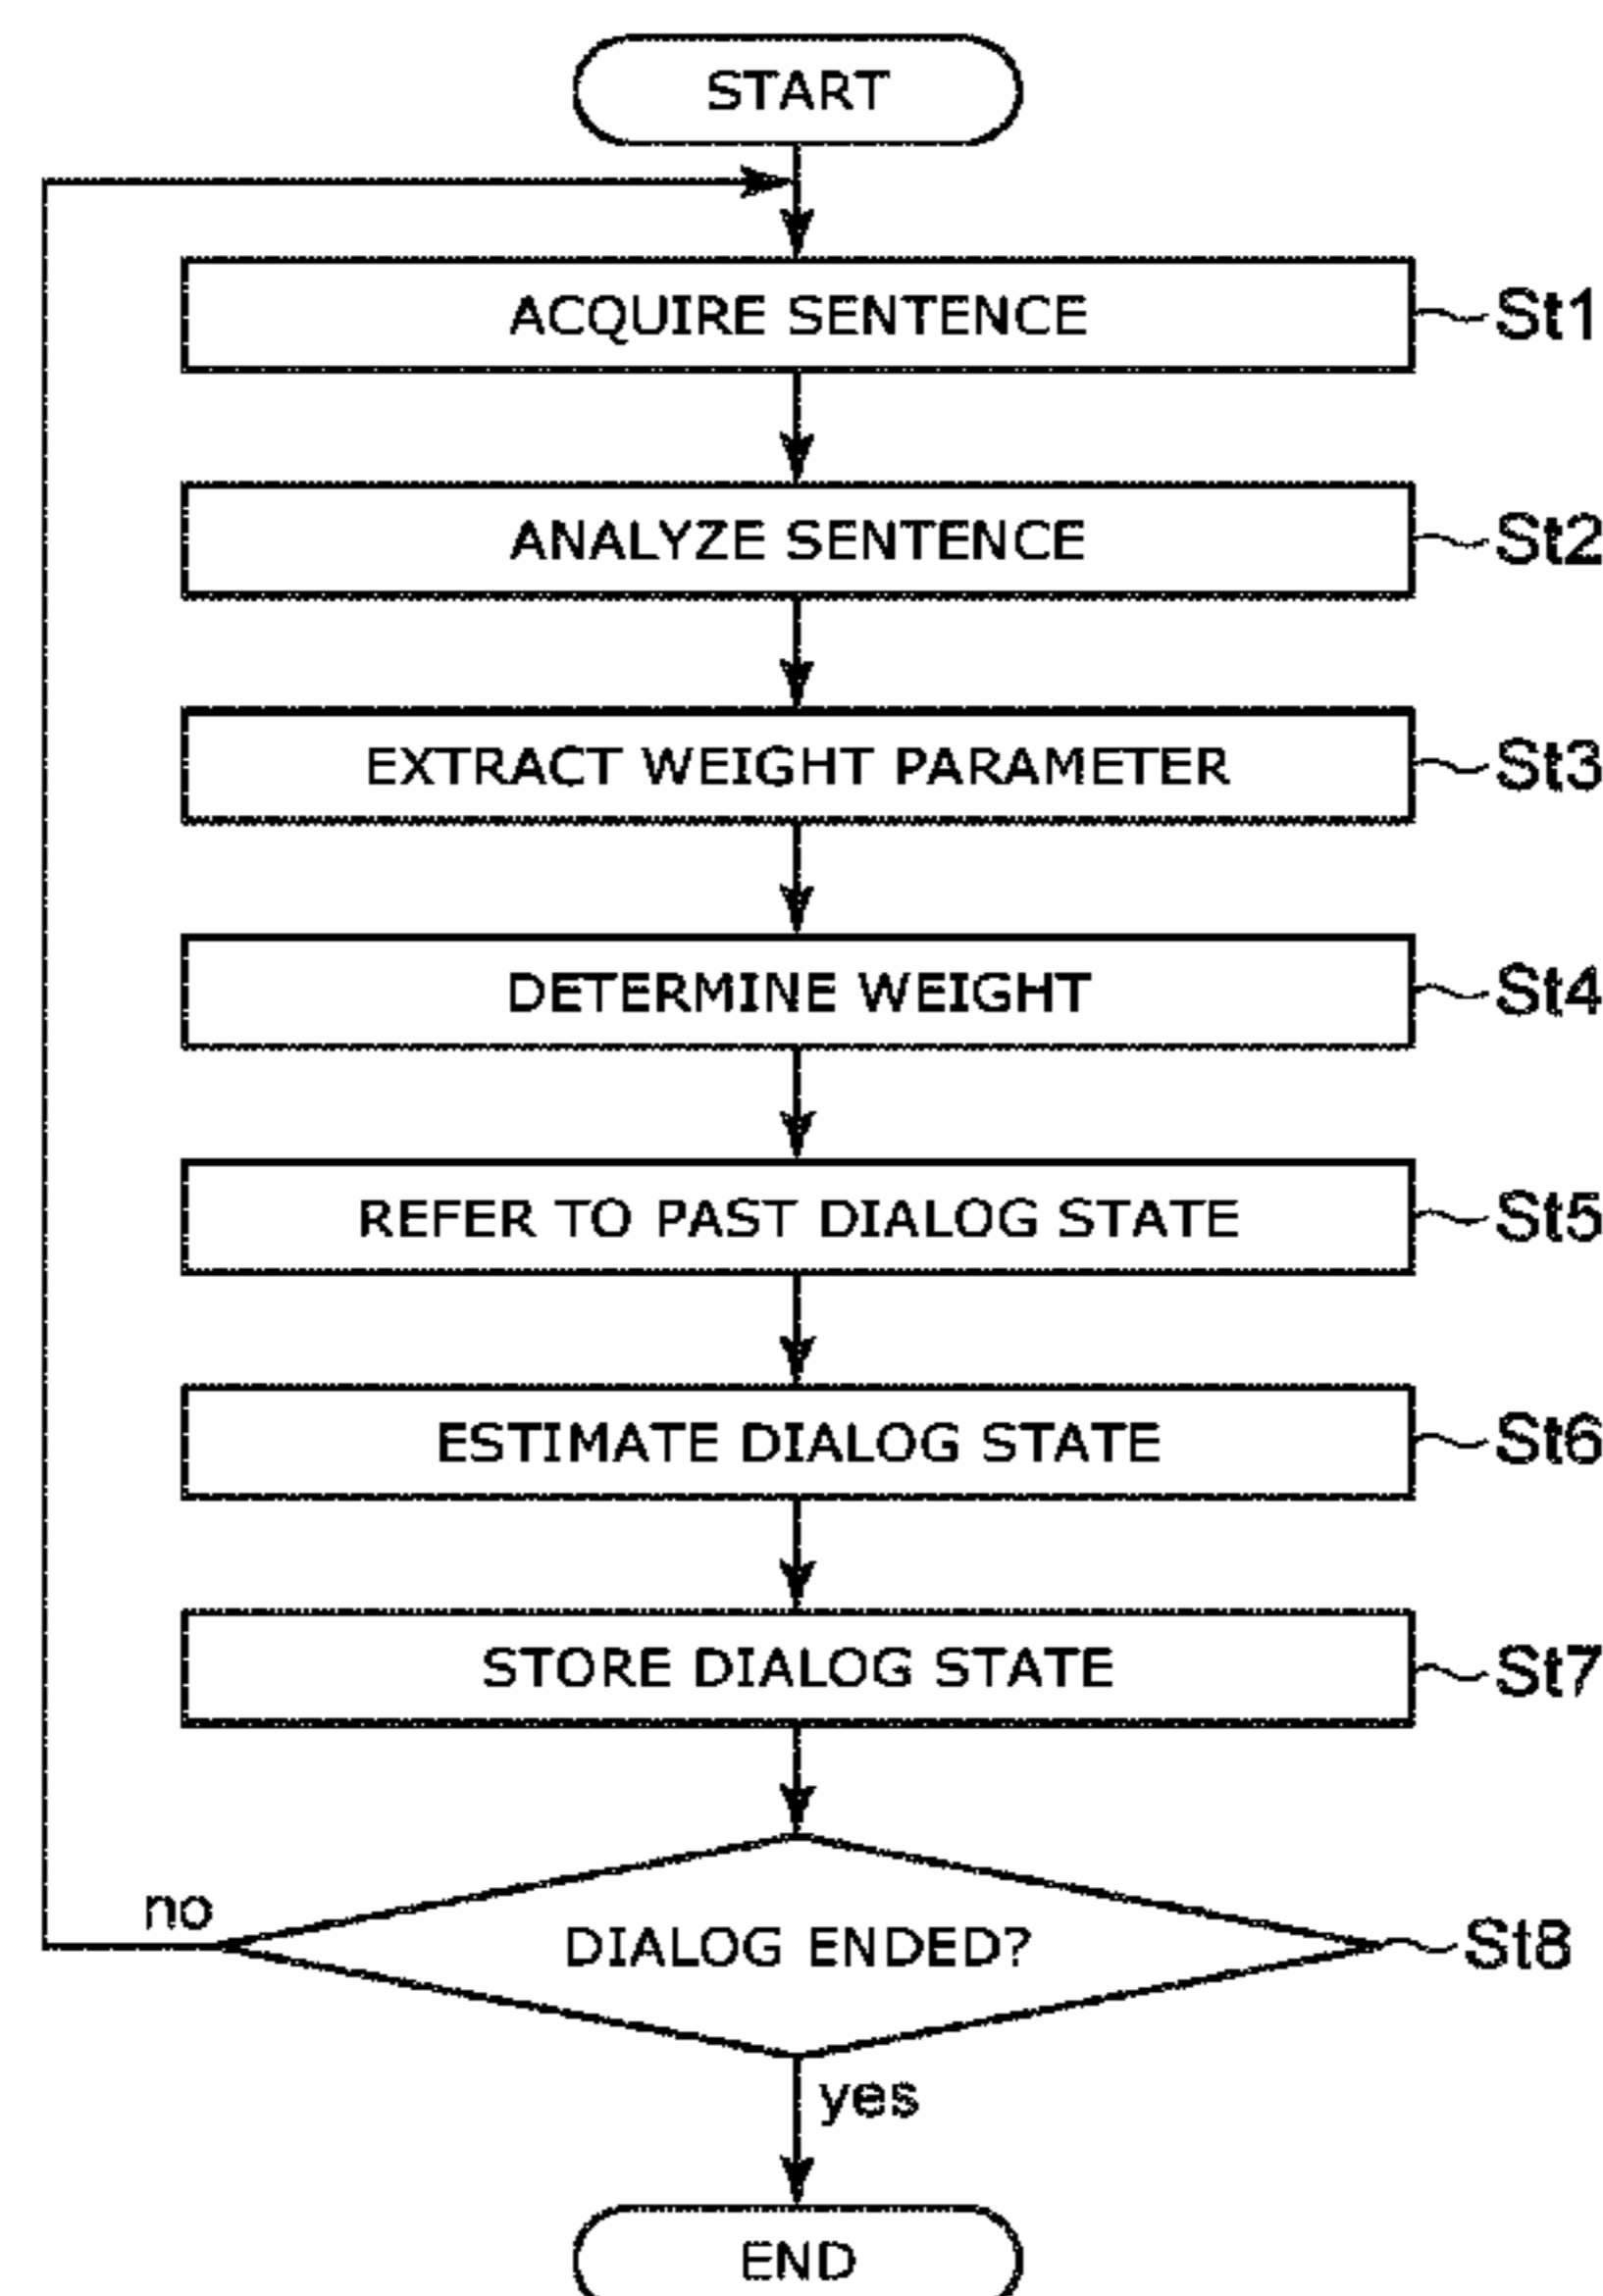 START
ACQUIRE SENTENCE St1
ANALYZE SENTENCE St2
EXTRACT WEIGHT PARAMETER St3
DETERMINE WEIGHT St4
REFER TO PAST DIALOG STATE St5
ESTIMATE DIALOG STATE St6
STORE DIALOG STATE St7
no
DIALOG ENDED? St8
yes
END